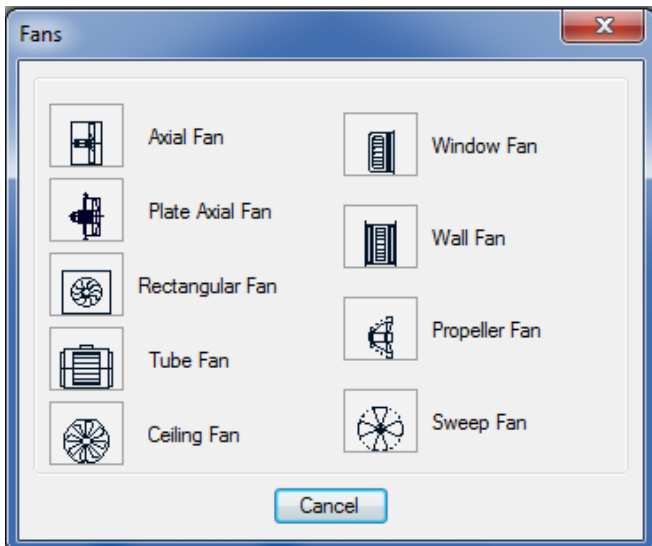 Fans
Axial Fan
Plate Axial Fan
Rectangular Fan
Tube Fan
Ceiling Fan
Window Fan
Wall Fan
Propeller Fan
Sweep Fan
Cancel